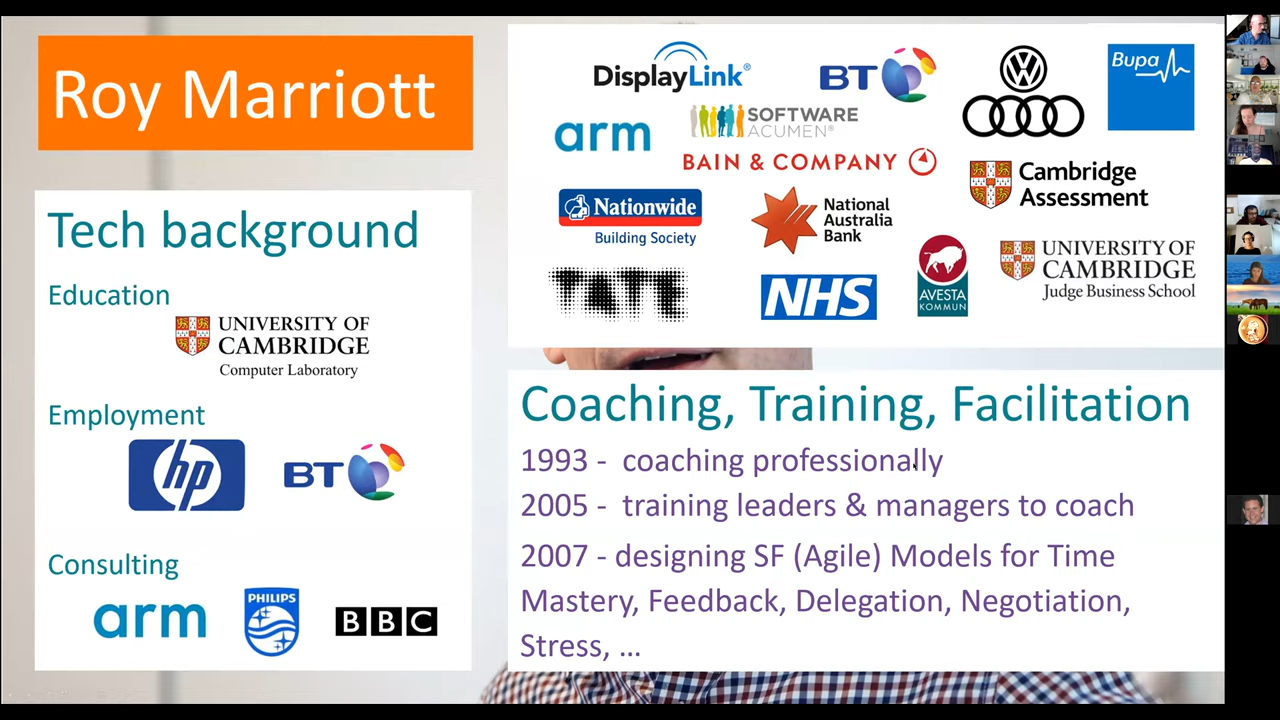 Roy Marriott
Tech background
Education
UNIVERSITY OF
CAMBRIDGE
Computer Laboratory
Employment
hp
BT
Consulting
arm
PHILIPS
BBC
DisplayLink®
BT
Bupa
arm
SOFTWARE
ACUMEN®
BAIN & COMPANY
Cambridge
Assessment
Nationwide
Building Society
National
Australia
Bank
TATE
NHS
AVESTA
KOMMUN
UNIVERSITY OF
CAMBRIDGE
Judge Business School
Coaching, Training, Facilitation
1993 - coaching professionally
2005 - training leaders & managers to coach
2007 - designing SF (Agile) Models for Time
Mastery, Feedback, Delegation, Negotiation,
Stress, ...